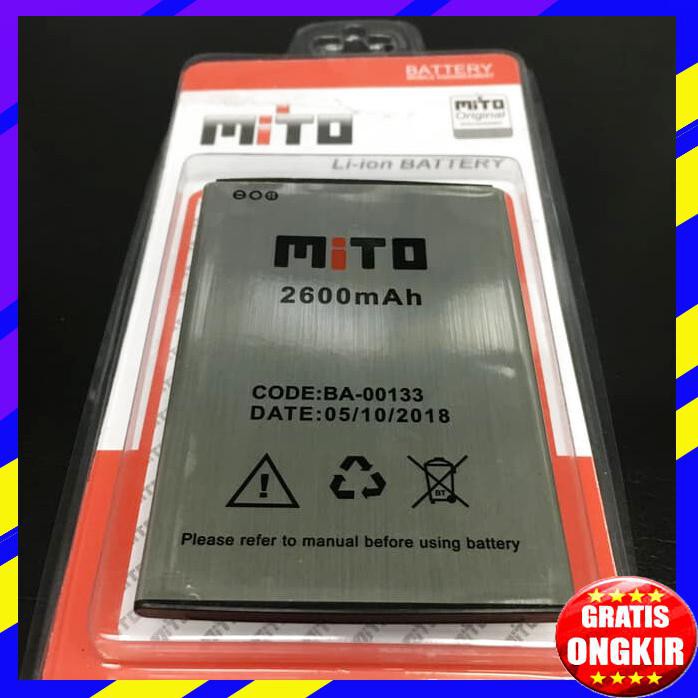 BATTERY
MiTO
Original
MiTO
Li-ion BATTERY
MiTO
2600mAh
CODE:BA-00133
DATE:05/10/2018
BT
Please refer to manual before using battery
GRATIS
ONGKIR